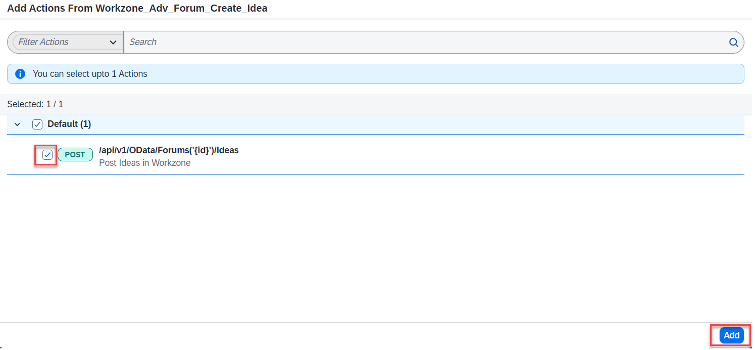 Add Actions From Workzone_Adv_Forum_Create_Idea
Filter Actions Search
You can select upto 1 Actions
Selected: 1 / 1
Default (1)
POST /api/v1/OData/Forums('{Id}')/Ideas
Post Ideas in Workzone
Add